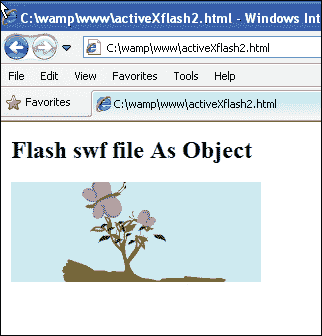 C:\wamp\www\activeXflash2.html - Windows Int
C:\wamp\www\activeXflash2.html
File Edit View Favorites Tools Help
Favorites C:\wamp\www\activeXflash2.html
Flash swf file As Object